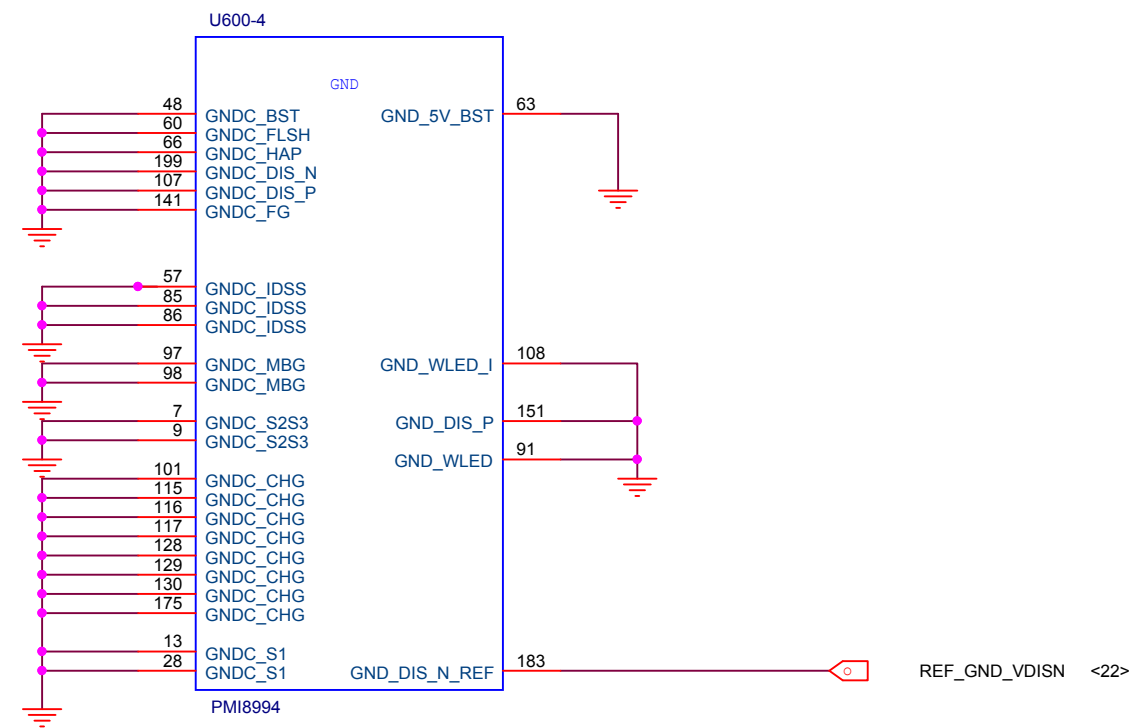 U600-4
GND
48 GNDC_BST GND_5V_BST 63
60 GNDC_FLSH
66 GNDC_HAP
199 GNDC_DIS_N
107 GNDC_DIS_P
141 GNDC_FG
57 GNDC_IDSS
85 GNDC_IDSS
86 GNDC_IDSS
97 GNDC_MBG GND_WLED_I 108
98 GNDC_MBG
7 GNDC_S2S3 GND_DIS_P 151
9 GNDC_S2S3
GND_WLED 91
101 GNDC_CHG
115 GNDC_CHG
116 GNDC_CHG
117 GNDC_CHG
128 GNDC_CHG
129 GNDC_CHG
130 GNDC_CHG
175 GNDC_CHG
13 GNDC_S1
28 GNDC_S1 GND_DIS_N_REF 183 REF_GND_VDISN <22>
PMI8994